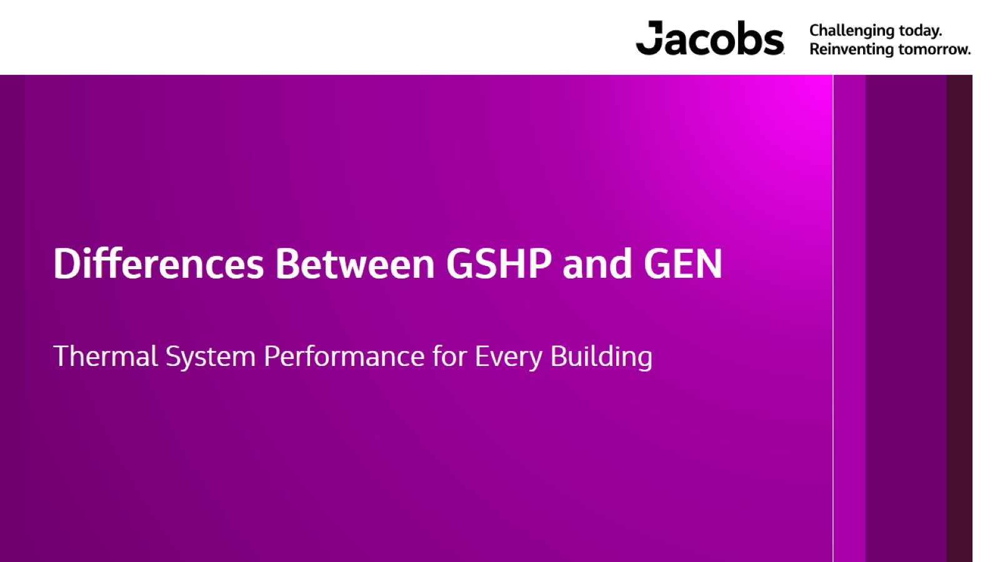 Jacobs
Challenging today.
Reinventing tomorrow.
Differences Between GSHP and GEN
Thermal System Performance for Every Building